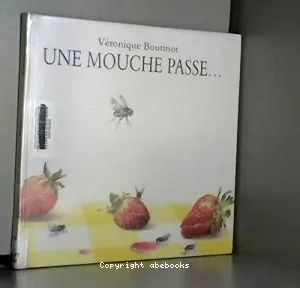 Véronique Boutinot
UNE MOUCHE PASSE...
Copyright abebooks